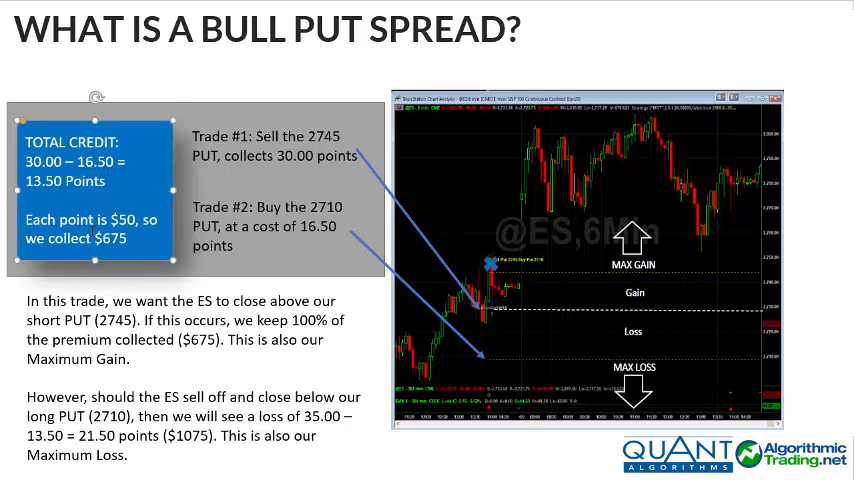 WHAT IS A BULL PUT SPREAD?
TOTAL CREDIT:
30.00 – 16.50 =
13.50 Points
Each point is $50, so
we collect $675
Trade #1: Sell the 2745
PUT, collects 30.00 points
Trade #2: Buy the 2710
PUT, at a cost of 16.50
points
In this trade, we want the ES to close above our
short PUT (2745). If this occurs, we keep 100% of
the premium collected ($675). This is also our
Maximum Gain.
However, should the ES sell off and close below our
long PUT (2710), then we will see a loss of 35.00 –
13.50 = 21.50 points ($1075). This is also our
Maximum Loss.
@ES,6Min
MAX GAIN
Gain
Loss
MAX LOSS
QUANT
ALGORITHMS
Algorithmic
Trading.net